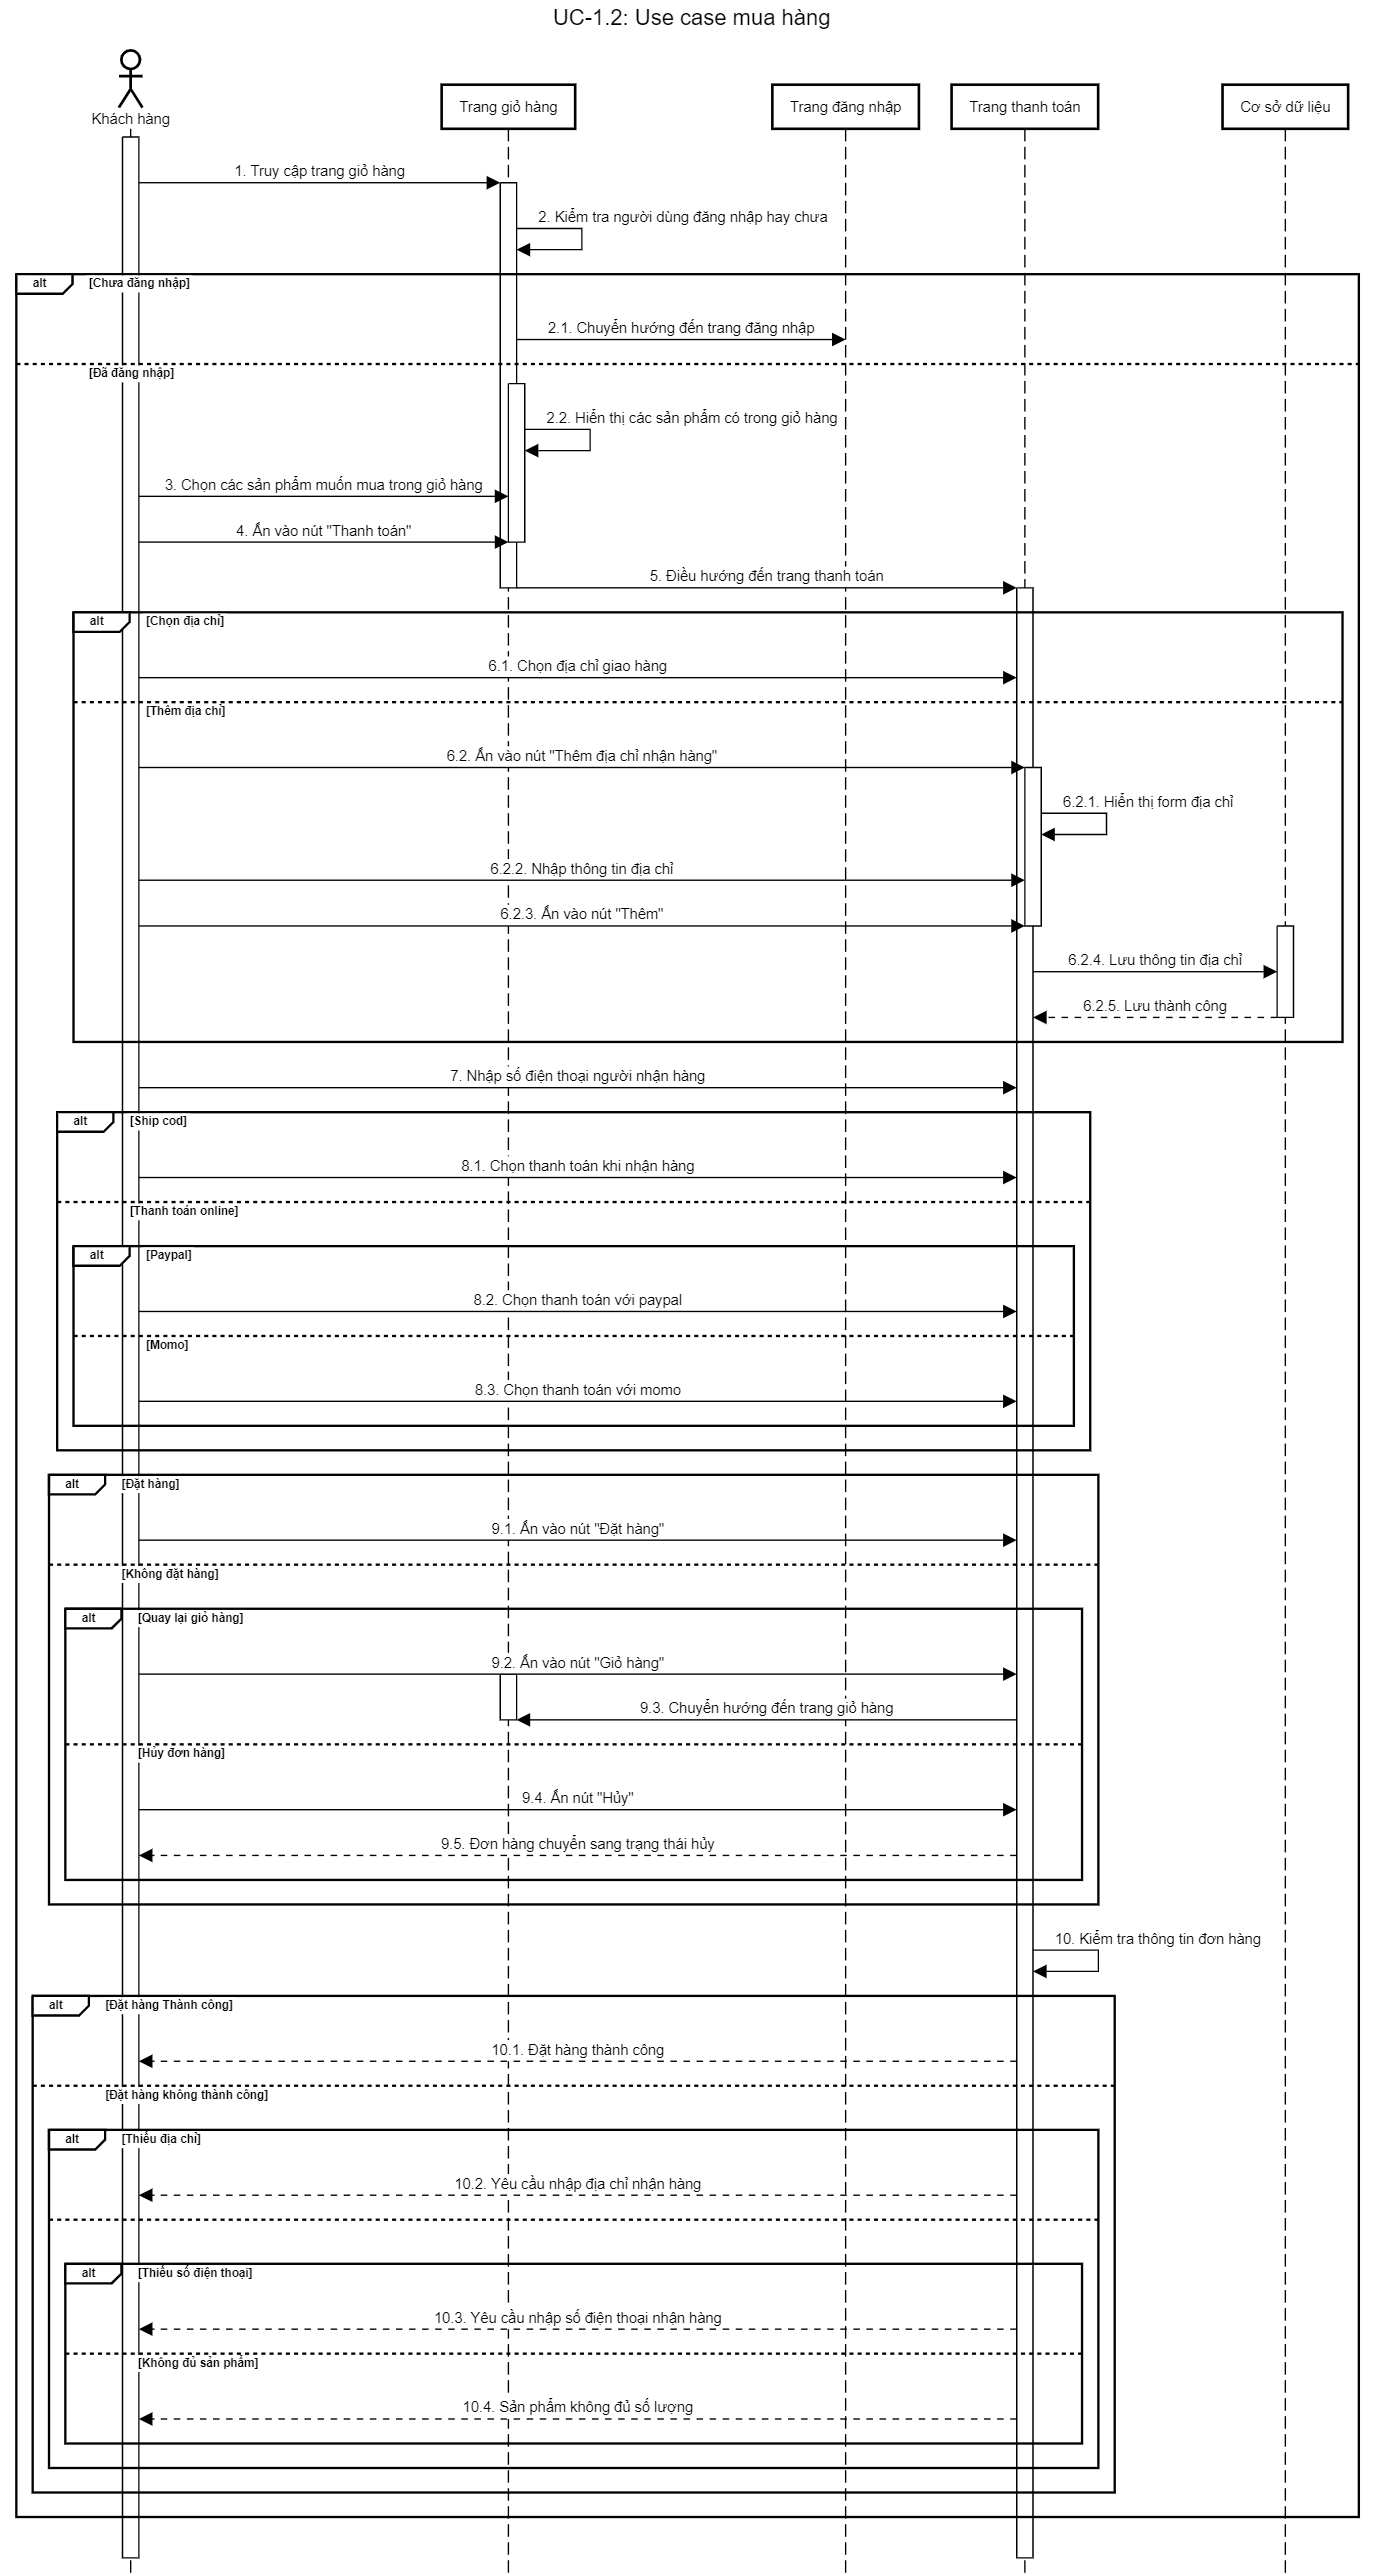 UC-1.2: Use case mua hàng
Khách hàng
Trang giỏ hàng
Trang đăng nhập
Trang thanh toán
Cơ sở dữ liệu
1. Truy cập trang giỏ hàng
2. Kiểm tra người dùng đăng nhập hay chưa
alt
[Chưa đăng nhập]
2.1. Chuyển hướng đến trang đăng nhập
[Đã đăng nhập]
2.2. Hiển thị các sản phẩm có trong giỏ hàng
3. Chọn các sản phẩm muốn mua trong giỏ hàng
4. Ấn vào nút "Thanh toán"
5. Điều hướng đến trang thanh toán
alt
[Chọn địa chỉ]
6.1. Chọn địa chỉ giao hàng
[Thêm địa chỉ]
6.2. Ấn vào nút "Thêm địa chỉ nhận hàng"
6.2.1. Hiển thị form địa chỉ
6.2.2. Nhập thông tin địa chỉ
6.2.3. Ấn vào nút "Thêm"
6.2.4. Lưu thông tin địa chỉ
6.2.5. Lưu thành công
7. Nhập số điện thoại người nhận hàng
alt
[Ship cod]
8.1. Chọn thanh toán khi nhận hàng
[Thanh toán online]
alt
[Paypal]
8.2. Chọn thanh toán với paypal
[Momo]
8.3. Chọn thanh toán với momo
alt
[Đặt hàng]
9.1. Ấn vào nút "Đặt hàng"
[Không đặt hàng]
alt
[Quay lại giỏ hàng]
9.2. Ấn vào nút "Giỏ hàng"
9.3. Chuyển hướng đến trang giỏ hàng
[Hủy đơn hàng]
9.4. Ấn nút "Hủy"
9.5. Đơn hàng chuyển sang trạng thái hủy
10. Kiểm tra thông tin đơn hàng
alt
[Đặt hàng Thành công]
10.1. Đặt hàng thành công
[Đặt hàng không thành công]
alt
[Thiếu địa chỉ]
10.2. Yêu cầu nhập địa chỉ nhận hàng
alt
[Thiếu số điện thoại]
10.3. Yêu cầu nhập số điện thoại nhận hàng
[Không đủ sản phẩm]
10.4. Sản phẩm không đủ số lượng